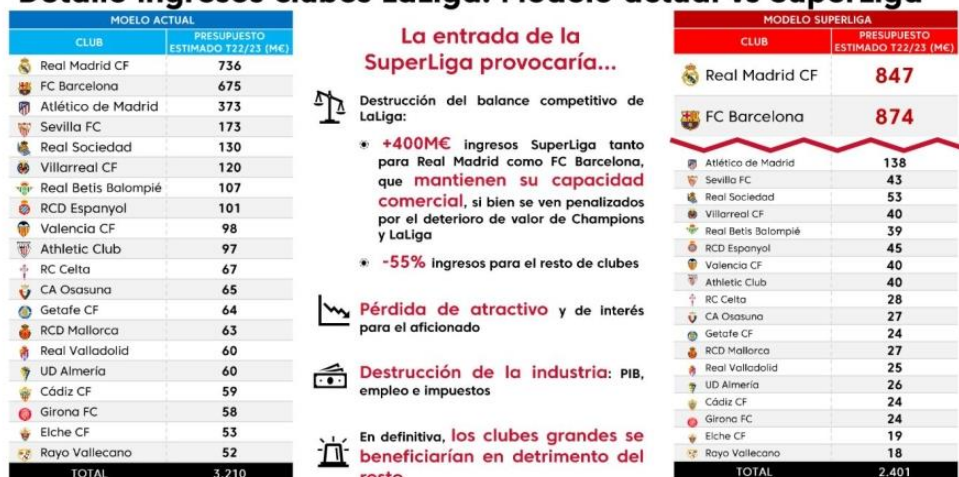 Detalle ingresos clubes LaLiga: Modelo actual vs SuperLiga
MOELO ACTUAL
CLUB PRESUPUESTO ESTIMADO T22/23 (M€)
Real Madrid CF 736
FC Barcelona 675
Atlético de Madrid 373
Sevilla FC 173
Real Sociedad 130
Villarreal CF 120
Real Betis Balompié 107
RCD Espanyol 101
Valencia CF 98
Athletic Club 97
RC Celta 67
CA Osasuna 65
Getafe CF 64
RCD Mallorca 63
Real Valladolid 60
UD Almería 60
Cádiz CF 59
Girona FC 58
Elche CF 53
Rayo Vallecano 52
TOTAL 3.210
La entrada de la
SuperLiga provocaría...
Destrucción del balance competitivo de
LaLiga:
+400M€ ingresos SuperLiga tanto
para Real Madrid como FC Barcelona,
que mantienen su capacidad
comercial, si bien se ven penalizados
por el deterioro de valor de Champions
y LaLiga
-55% ingresos para el resto de clubes
Pérdida de atractivo y de interés
para el aficionado
Destrucción de la industria: PIB,
empleo e impuestos
En definitiva, los clubes grandes se
beneficiarían en detrimento del
resto
MODELO SUPERLIGA
CLUB PRESUPUESTO ESTIMADO T22/23 (M€)
Real Madrid CF 847
FC Barcelona 874
Atlético de Madrid 138
Sevilla FC 43
Real Sociedad 53
Villarreal CF 40
Real Betis Balompié 39
RCD Espanyol 45
Valencia CF 40
Athletic Club 40
RC Celta 28
CA Osasuna 27
Getafe CF 24
RCD Mallorca 27
Real Valladolid 25
UD Almería 26
Cádiz CF 24
Girona FC 24
Elche CF 19
Rayo Vallecano 18
TOTAL 2.401